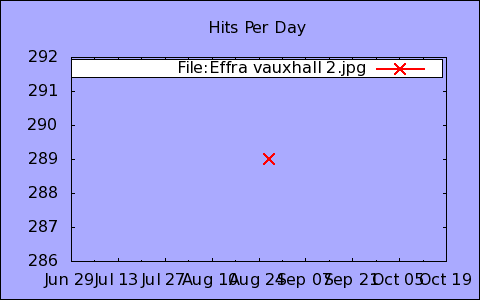 Hits Per Day
292
File:Effra vauxhall 2.jpg
291
290
289
288
287
286
Jun 29 Jul 13 Jul 27 Aug 10 Aug 24 Sep 07 Sep 21 Oct 05 Oct 19